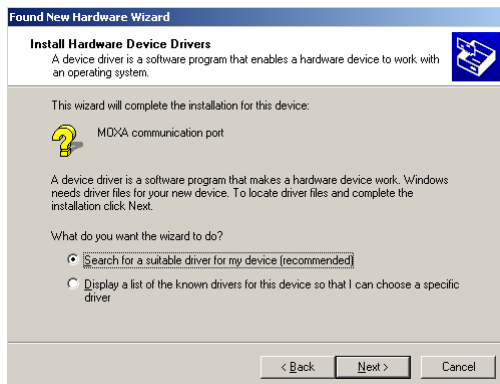 Found New Hardware Wizard
Install Hardware Device Drivers
A device driver is a software program that enables a hardware device to work with
an operating system.
This wizard will complete the installation for this device:
MOXA communication port
A device driver is a software program that makes a hardware device work. Windows
needs driver files for your new device. To locate driver files and complete the
installation click Next.
What do you want the wizard to do?
Search for a suitable driver for my device (recommended)
Display a list of the known drivers for this device so that I can choose a specific
driver
< Back Next > Cancel